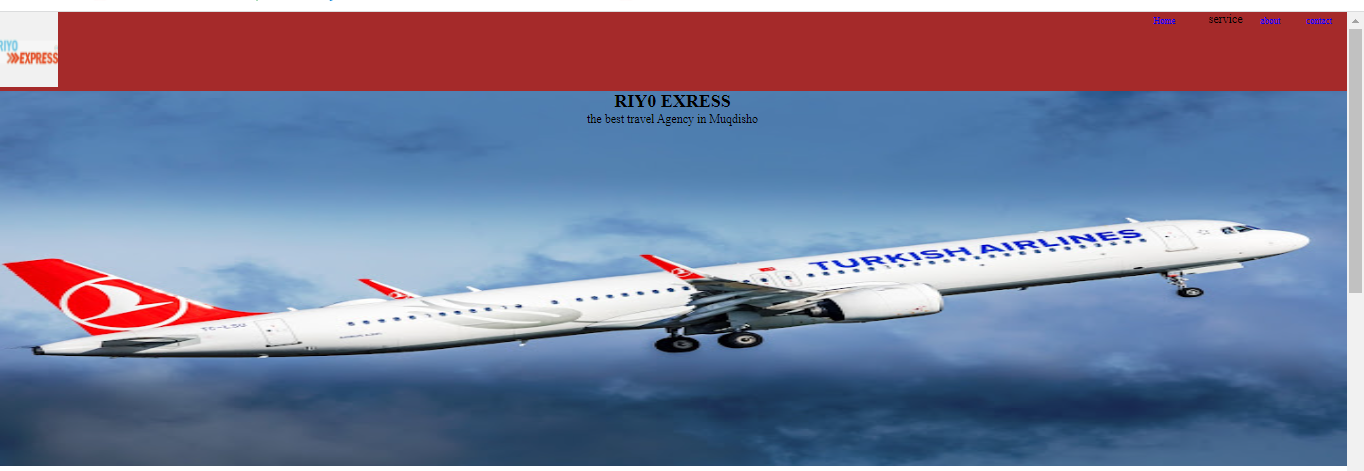 Home service about contact
RIYO
EXPRESS
RIY0 EXRESS
the best travel Agency in Muqdisho
TURKISH AIRLINES